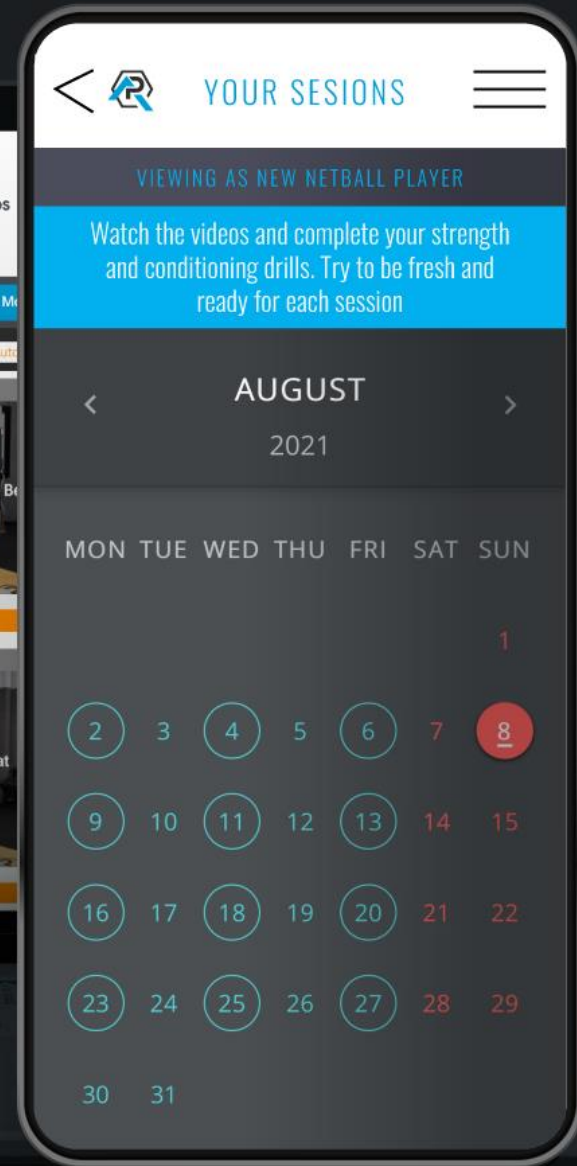 YOUR SESIONS
VIEWING AS NEW NETBALL PLAYER
Watch the videos and complete your strength
and conditioning drills. Try to be fresh and
ready for each session
< AUGUST >
2021
MON TUE WED THU FRI SAT SUN
1
2 3 4 5 6 7 8
9 10 11 12 13 14 15
16 17 18 19 20 21 22
23 24 25 26 27 28 29
30 31